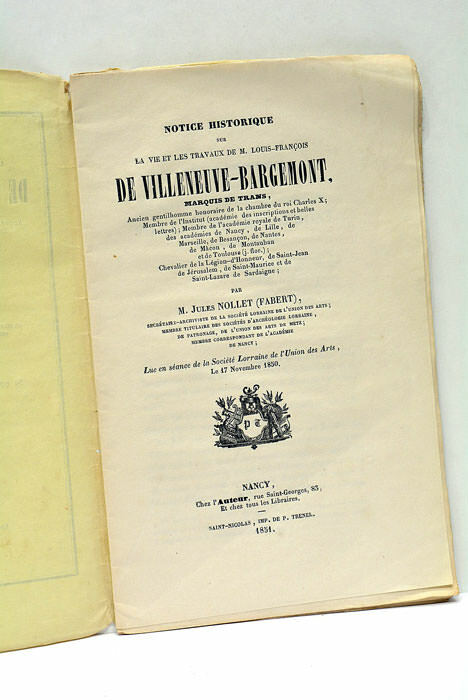 NOTICE HISTORIQUE
SUR
LA VIE ET LES TRAVAUX DE M. LOUIS-FRANÇOIS
DE VILLENEUVE-BARGEMONT,
MARQUIS DE TRANS,
Ancien gentilhomme honoraire de la chambre du roi Charles X;
Membre de l'Institut (académie des inscriptions et belles
lettres); Membre de l'académie royale de Turin,
des académies de Nancy, de Lille, de
Marseille, de Besançon, de Nantes,
de Mâcon, de Montauban
et de Toulouse (j. flor.);
Chevalier de la Légion-d'Honneur, de Saint-Jean
de Jérusalem, de Saint-Maurice et de
Saint-Lazare de Sardaigne;
PAR
M. JULES NOLLET (FABERT),
SECRÉTAIRE-ARCHIVISTE DE LA SOCIÉTÉ LORRAINE DE L'UNION DES ARTS;
MEMBRE TITULAIRE DES SOCIÉTÉS D'ARCHÉOLOGIE LORRAINE,
DE PATRONAGE, DE L'UNION DES ARTS DE METZ;
MEMBRE CORRESPONDANT DE L'ACADÉMIE
DE NANCY;
Luc en séance de la Société Lorraine de l'Union des Arts,
Le 17 Novembre 1850.
P T
NANCY,
Chez l'Auteur, rue Saint-Georges, 83;
Et chez tous les Libraires.
SAINT-NICOLAS, IMP. DE P. TRENEL.
1851.